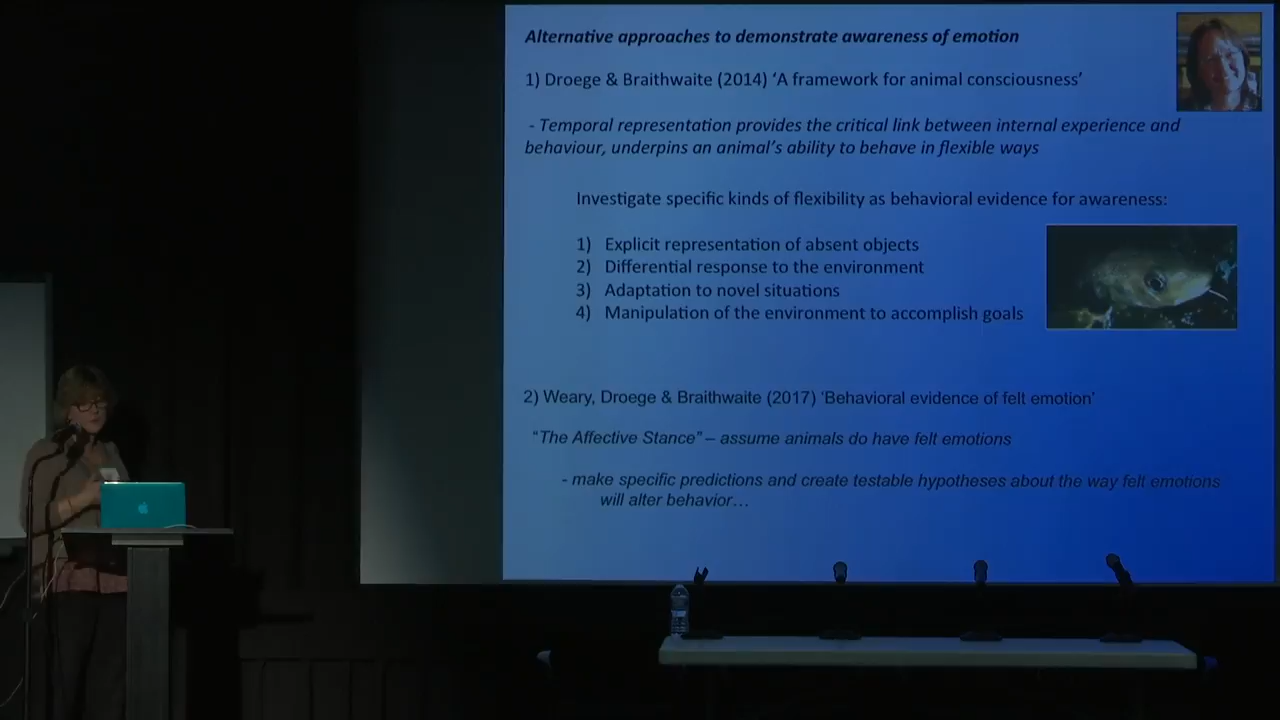 Alternative approaches to demonstrate awareness of emotion
1) Droege & Braithwaite (2014) ‘A framework for animal consciousness’
- Temporal representation provides the critical link between internal experience and
behaviour, underpins an animal’s ability to behave in flexible ways
Investigate specific kinds of flexibility as behavioral evidence for awareness:
1) Explicit representation of absent objects
2) Differential response to the environment
3) Adaptation to novel situations
4) Manipulation of the environment to accomplish goals
2) Weary, Droege & Braithwaite (2017) ‘Behavioral evidence of felt emotion’
“The Affective Stance” – assume animals do have felt emotions
- make specific predictions and create testable hypotheses about the way felt emotions
will alter behavior…